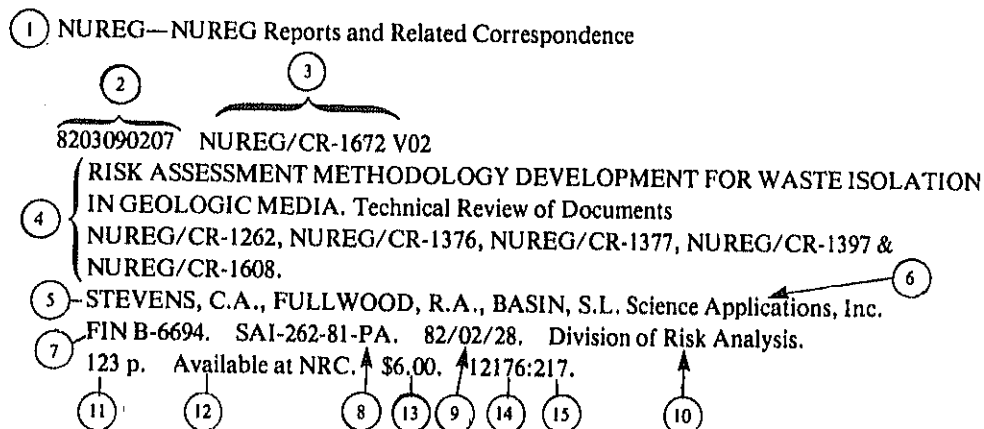 1 NUREG—NUREG Reports and Related Correspondence
2 3
8203090207 NUREG/CR-1672 V02
RISK ASSESSMENT METHODOLOGY DEVELOPMENT FOR WASTE ISOLATION
4 IN GEOLOGIC MEDIA. Technical Review of Documents
NUREG/CR-1262, NUREG/CR-1376, NUREG/CR-1377, NUREG/CR-1397 &
NUREG/CR-1608.
6
5 STEVENS, C.A., FULLWOOD, R.A., BASIN, S.L. Science Applications, Inc.
7 FIN B-6694. SAI-262-81-PA. 82/02/28. Division of Risk Analysis.
123 p. Available at NRC. $6.00. 12176:217.
11 12 8 13 9 14 15 10